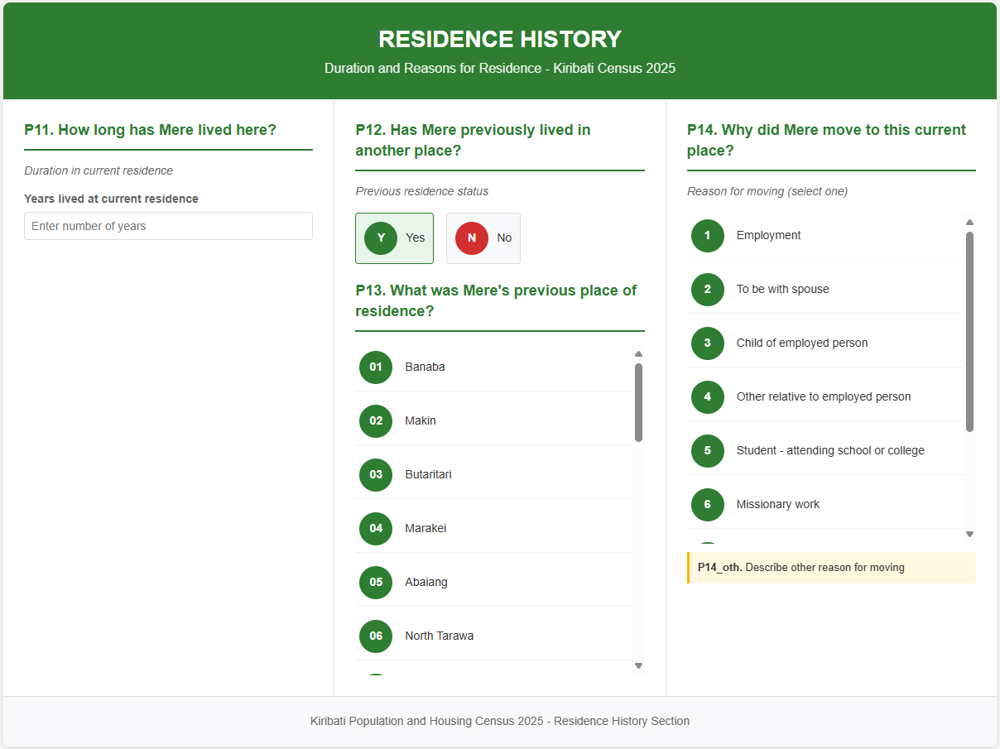 RESIDENCE HISTORY
Duration and Reasons for Residence - Kiribati Census 2025
P11. How long has Mere lived here?
Duration in current residence
Years lived at current residence
Enter number of years
P12. Has Mere previously lived in
another place?
Previous residence status
Y Yes
N No
P13. What was Mere's previous place of
residence?
01 Banaba
02 Makin
03 Butaritari
04 Marakei
05 Abaiang
06 North Tarawa
P14. Why did Mere move to this current
place?
Reason for moving (select one)
1 Employment
2 To be with spouse
3 Child of employed person
4 Other relative to employed person
5 Student - attending school or college
6 Missionary work
P14_oth. Describe other reason for moving
Kiribati Population and Housing Census 2025 - Residence History Section